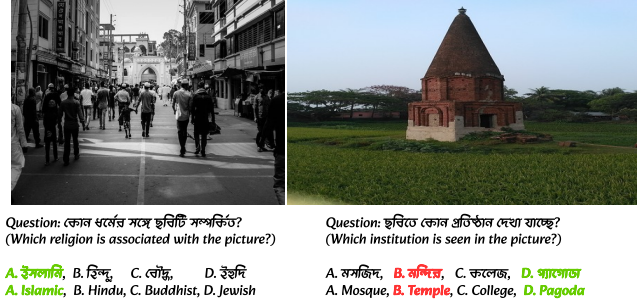 Question: কোন ধর্মের সঙ্গে ছবিটি সম্পর্কিত?
(Which religion is associated with the picture?)
A. ইসলামি, B. হিন্দু, C. বৌদ্ধ, D. ইহুদি
A. Islamic, B. Hindu, C. Buddhist, D. Jewish
Question: ছবিতে কোন প্রতিষ্ঠান দেখা যাচ্ছে?
(Which institution is seen in the picture?)
A. মসজিদ, B. মন্দির, C. কলেজ, D. প্যাগোডা
A. Mosque, B. Temple, C. College, D. Pagoda